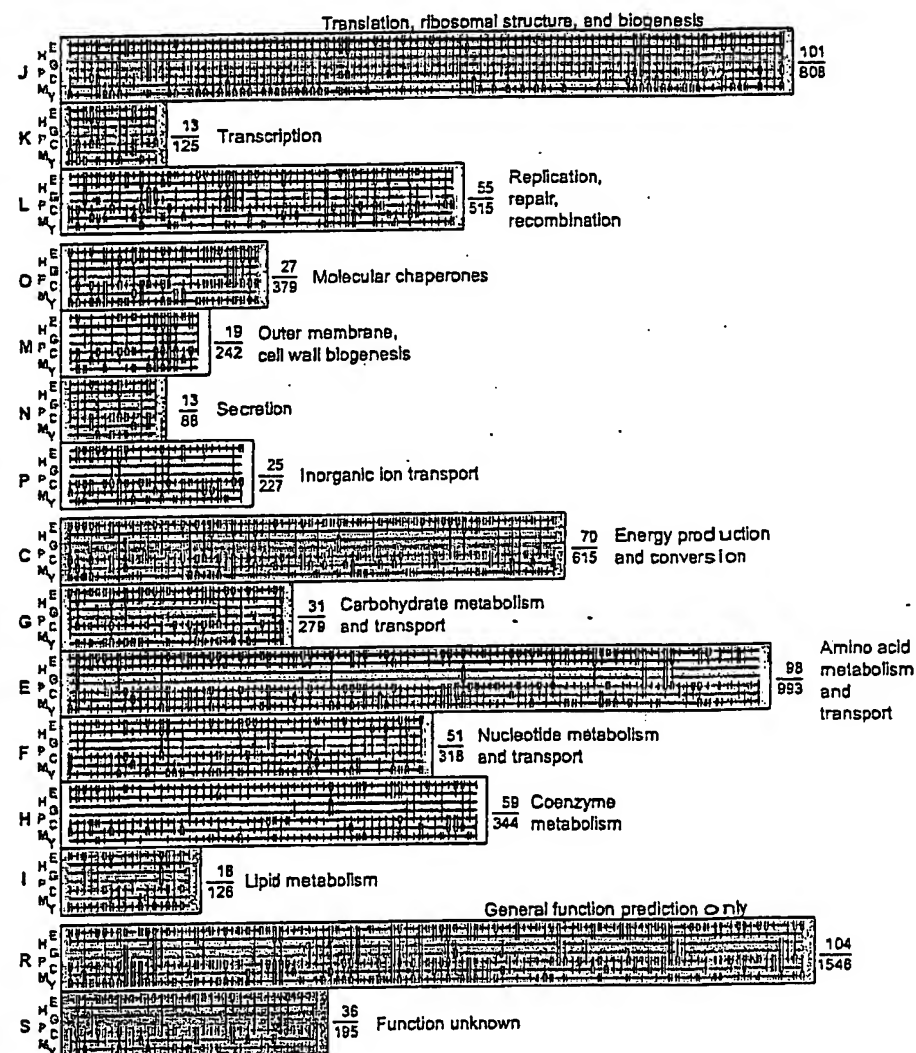 Translation, ribosomal structure, and biogenesis
J
E
H
G
P
C
M
Y
101
808
K
E
H
G
P
C
M
Y
13
125
Transcription
L
E
H
G
P
C
M
Y
55
515
Replication,
repair,
recombination
O
E
H
G
P
C
M
Y
27
379
Molecular chaperones
M
E
H
G
P
C
M
Y
19
242
Outer membrane,
cell wall biogenesis
N
E
H
G
P
C
M
Y
13
88
Secretion
P
E
H
G
P
C
M
Y
25
227
Inorganic ion transport
C
E
H
G
P
C
M
Y
70
615
Energy production
and conversion
G
E
H
G
P
C
M
Y
31
279
Carbohydrate metabolism
and transport
E
E
H
G
P
C
M
Y
98
993
Amino acid
metabolism
and
transport
F
E
H
G
P
C
M
Y
51
318
Nucleotide metabolism
and transport
H
E
H
G
P
C
M
Y
59
344
Coenzyme
metabolism
I
E
H
G
P
C
M
Y
18
126
Lipid metabolism
General function prediction only
R
E
H
G
P
C
M
Y
104
1546
S
E
H
G
P
C
M
Y
36
195
Function unknown